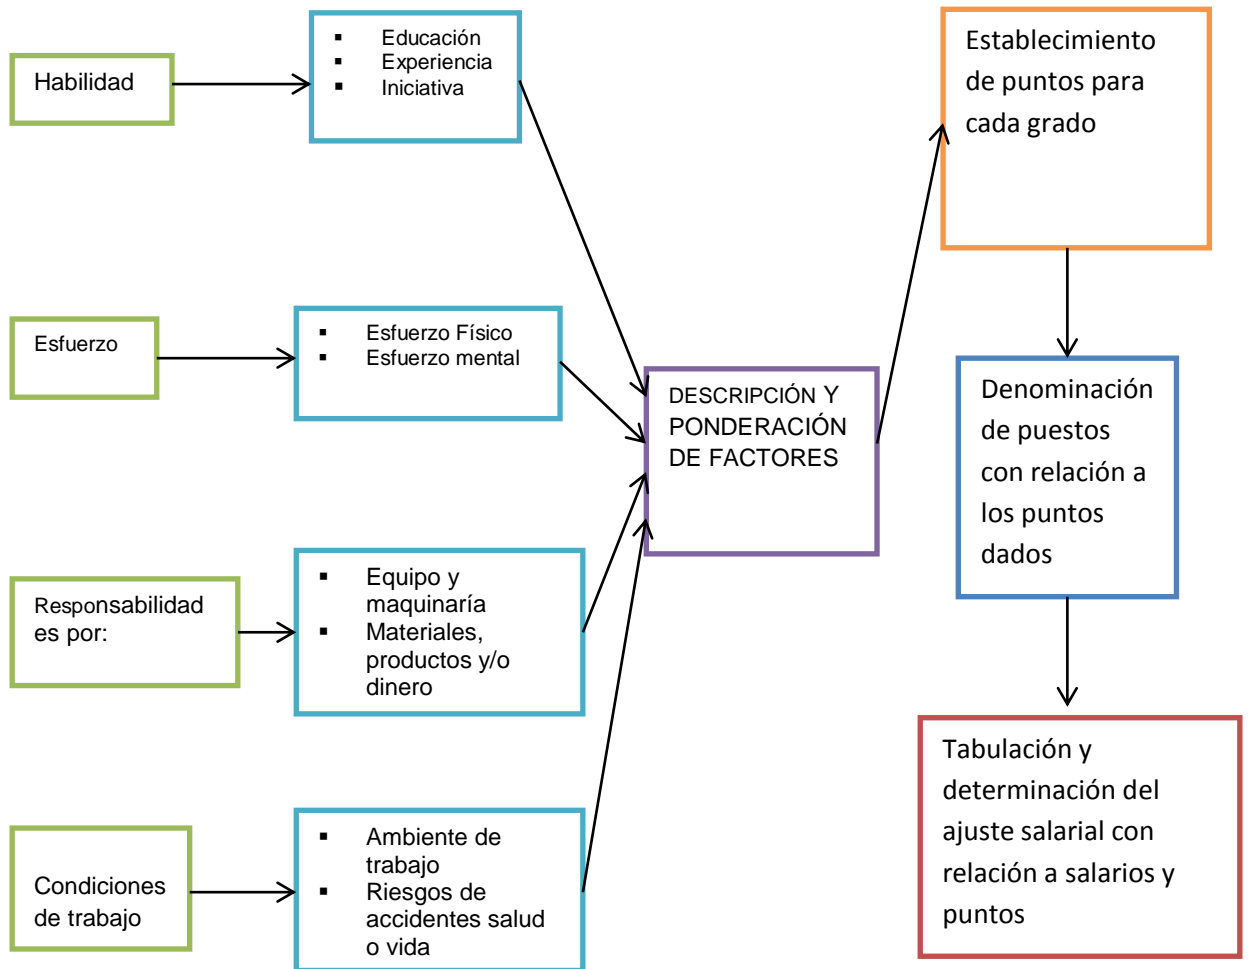 Habilidad
▪ Educación
▪ Experiencia
▪ Iniciativa
Esfuerzo
▪ Esfuerzo Físico
▪ Esfuerzo mental
Responsabilidad
es por:
▪ Equipo y
maquinaría
▪ Materiales,
productos y/o
dinero
Condiciones
de trabajo
▪ Ambiente de
trabajo
▪ Riesgos de
accidentes salud
o vida
DESCRIPCIÓN Y
PONDERACIÓN
DE FACTORES
Establecimiento
de puntos para
cada grado
Denominación
de puestos
con relación a
los puntos
dados
Tabulación y
determinación del
ajuste salarial con
relación a salarios y
puntos